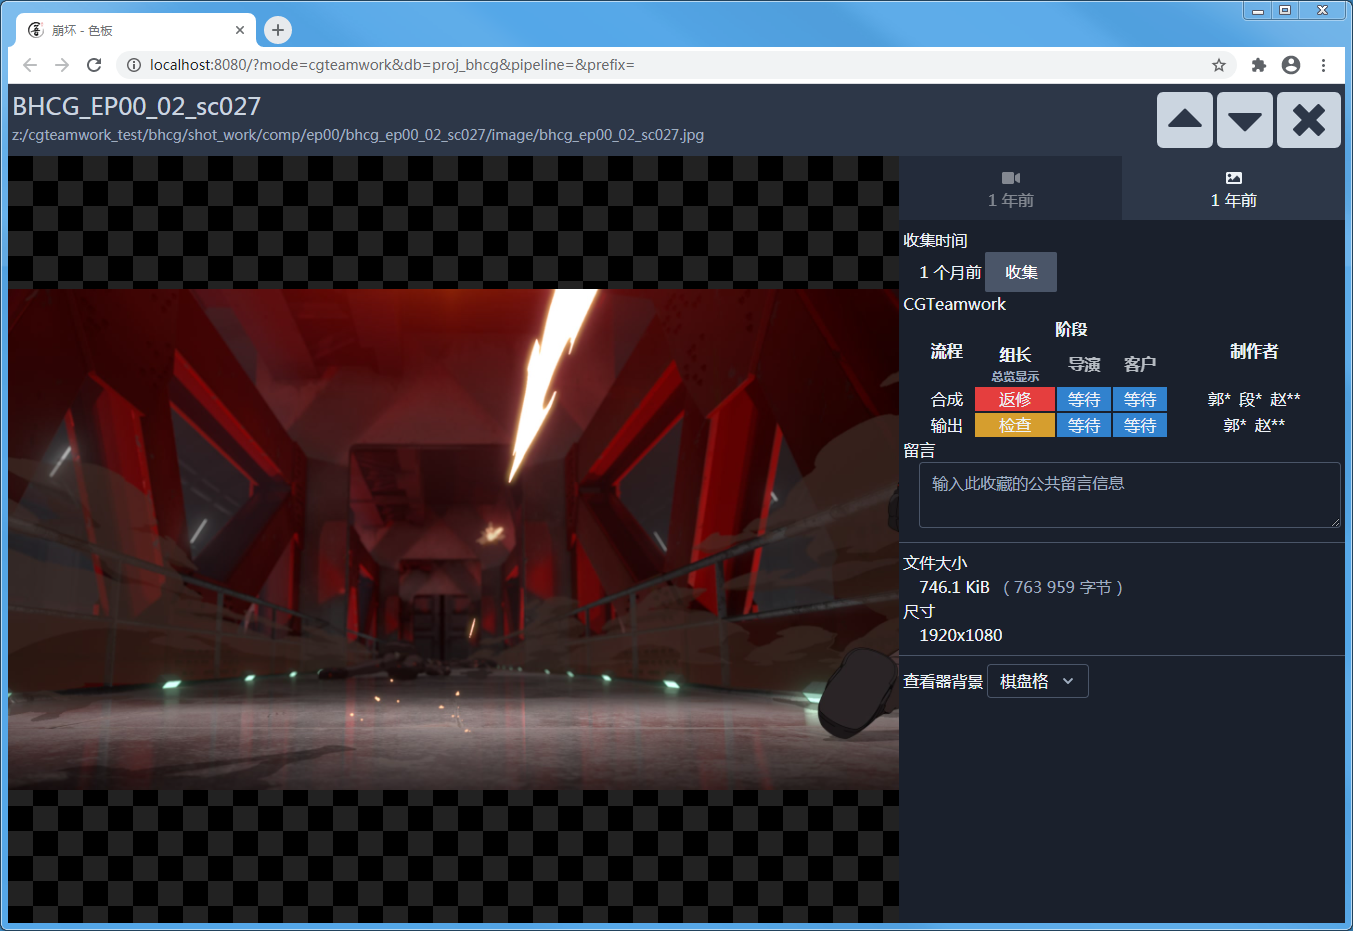 崩坏 - 色板
localhost:8080/?mode=cgteamwork&db=proj_bhcg&pipeline=&prefix=
BHCG_EP00_02_sc027
z:/cgteamwork_test/bhcg/shot_work/comp/ep00/bhcg_ep00_02_sc027/image/bhcg_ep00_02_sc027.jpg
1 年前 1 年前
收集时间
1 个月前 收集
CGTeamwork
流程 阶段 制作者
组长 导演 客户
总览显示
合成 返修 等待 等待 郭* 段* 赵**
输出 检查 等待 等待 郭* 赵**
留言
输入此收藏的公共留言信息
文件大小
746.1 KiB ( 763 959 字节 )
尺寸
1920x1080
查看器背景 棋盘格